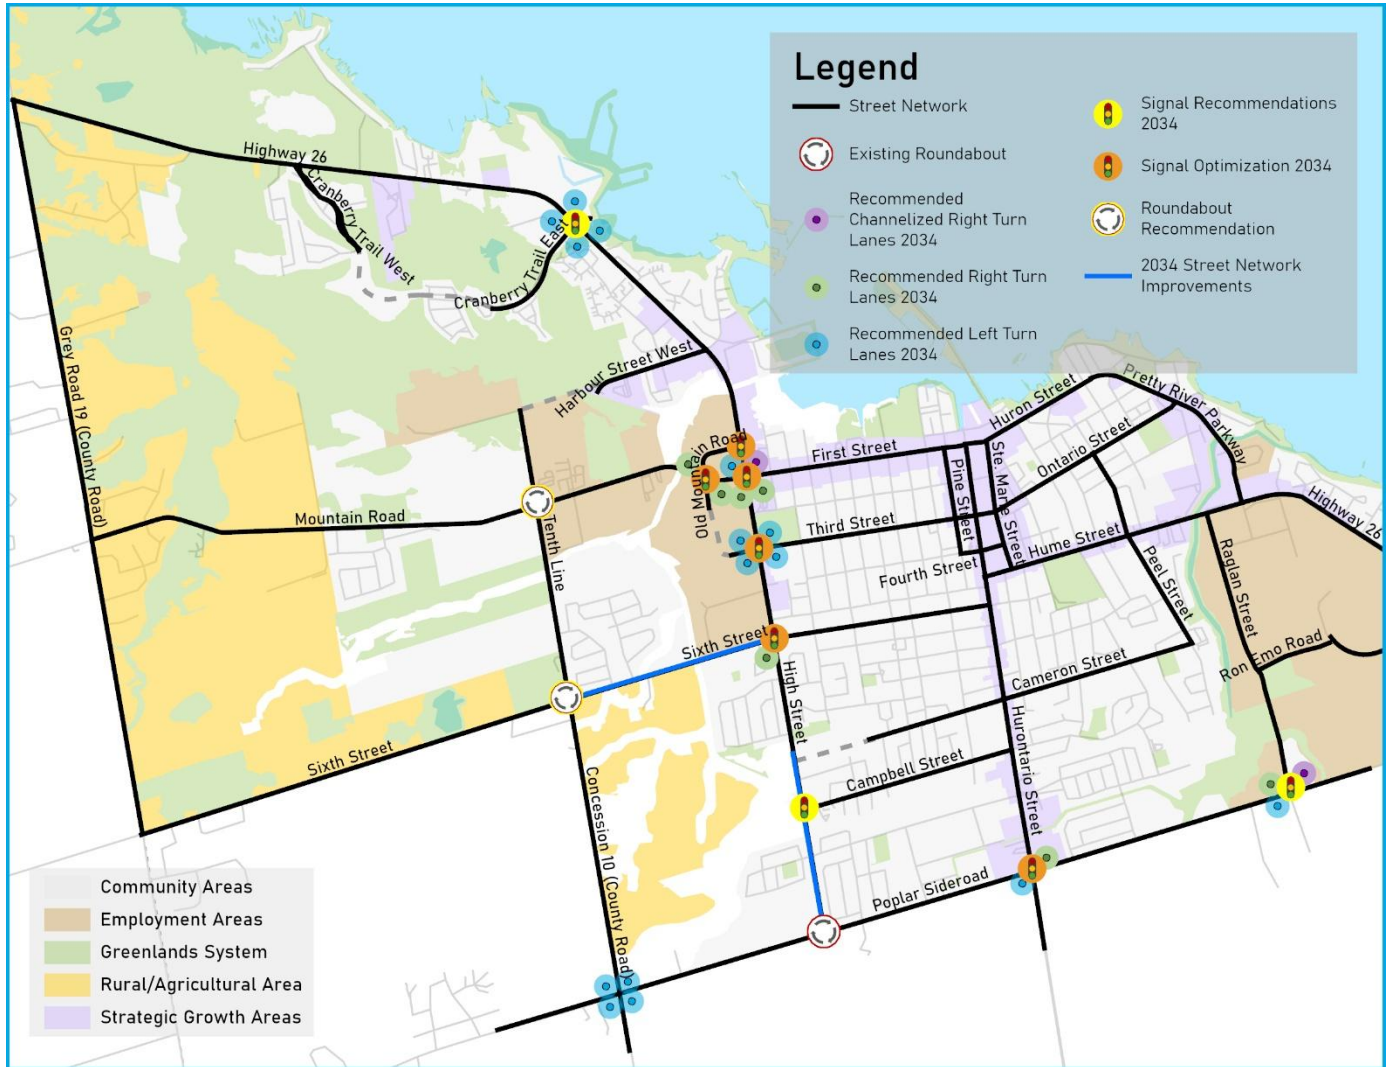 Legend
Street Network
Existing Roundabout
Recommended
Channelized Right Turn
Lanes 2034
Recommended Right Turn
Lanes 2034
Recommended Left Turn
Lanes 2034
Signal Recommendations
2034
Signal Optimization 2034
Roundabout
Recommendation
2034 Street Network
Improvements
Highway 26
Cranberry Trail West
Cranberry Trail East
Grey Road 19 (County Road)
Harbour Street West
Mountain Road
Old Mountain Road
Tenth Line
First Street
Huron Street
Pretty River Parkway
Ontario Street
Pine Street
Ste. Marie Street
Third Street
Hume Street
Highway 26
Fourth Street
Peel Street
Raglan Street
Sixth Street
High Street
Cameron Street
Ron Emo Road
Sixth Street
Campbell Street
Hurontario Street
Concession 10 (County Road)
Poplar Sideroad
Community Areas
Employment Areas
Greenlands System
Rural/Agricultural Area
Strategic Growth Areas